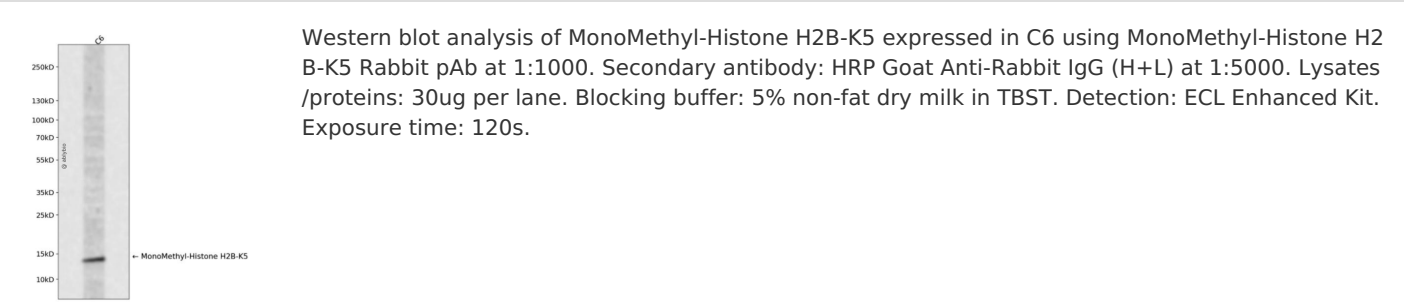 C6
250kD
130kD
100kD
70kD
55kD
35kD
25kD
15kD
10kD
← MonoMethyl-Histone H2B-K5
Western blot analysis of MonoMethyl-Histone H2B-K5 expressed in C6 using MonoMethyl-Histone H2
B-K5 Rabbit pAb at 1:1000. Secondary antibody: HRP Goat Anti-Rabbit IgG (H+L) at 1:5000. Lysates
/proteins: 30ug per lane. Blocking buffer: 5% non-fat dry milk in TBST. Detection: ECL Enhanced Kit.
Exposure time: 120s.